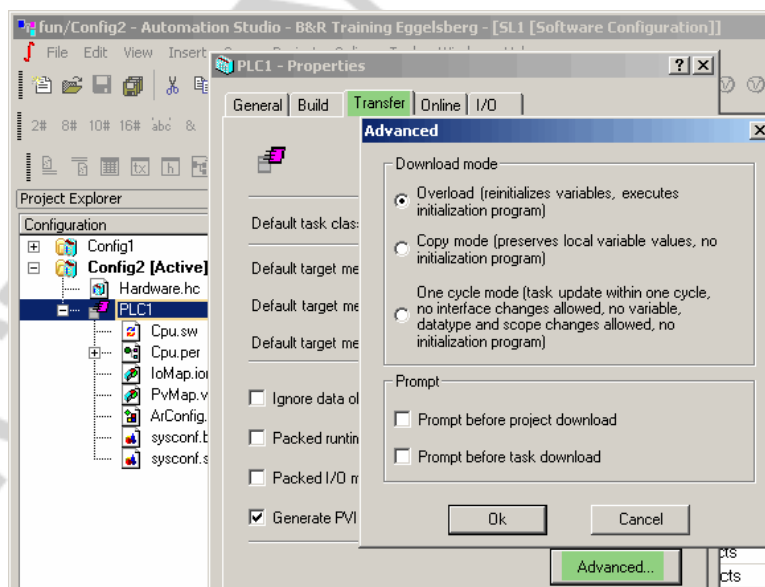 fun/Config2 - Automation Studio - B&R Training Eggelsberg - [SL1 [Software Configuration]]
File Edit View Insert
PLC1 - Properties
General Build Transfer Online I/O
2# 8# 10# 16# 'abc' &
Advanced
Download mode
Overload (reinitializes variables, executes
initialization program)
Copy mode (preserves local variable values, no
initialization program)
One cycle mode (task update within one cycle,
no interface changes allowed, no variable,
datatype and scope changes allowed, no
initialization program)
Prompt
Prompt before project download
Prompt before task download
Ok Cancel
Project Explorer
Configuration
Config1
Config2 [Active]
Hardware.hc
PLC1
Cpu.sw
Cpu.per
IoMap.ion
PvMap.v
ArConfig.
sysconf.b
sysconf.s
Default task clas
Default target me
Default target me
Default target me
Ignore data ol
Packed runtin
Packed I/O m
Generate PVI
Advanced...
cts
cts